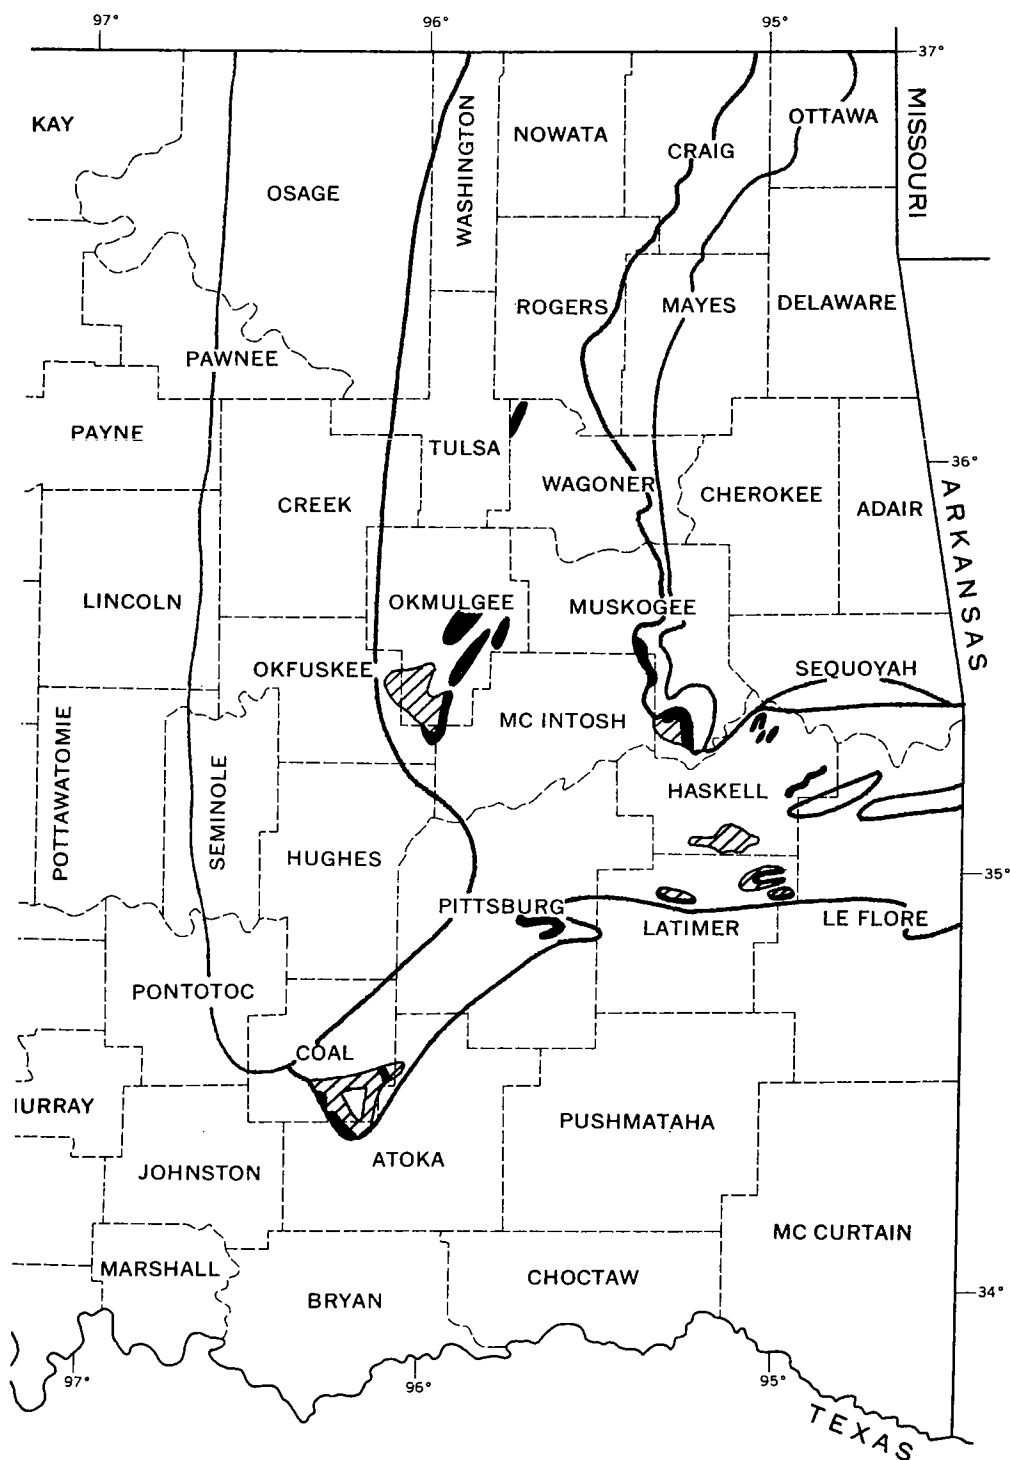 97° 96° 95°
37°
KAY
OSAGE
WASHINGTON
NOWATA
CRAIG
OTTAWA
MISSOURI
ROGERS
MAYES
DELAWARE
PAWNEE
PAYNE
TULSA
36°
CREEK
WAGONER
CHEROKEE
ADAIR
ARKANSAS
LINCOLN
OKMULGEE
MUSKOGEE
OKFUSKEE
SEQUOYAH
POTTAWATOMIE
SEMINOLE
MC INTOSH
HASKELL
HUGHES
35°
PITTSBURG
LATIMER
LE FLORE
PONTOTOC
COAL
URRAY
PUSHMATAHA
JOHNSTON
ATOKA
MC CURTAIN
MARSHALL
CHOCTAW
BRYAN
34°
97° 96° 95°
TEXAS